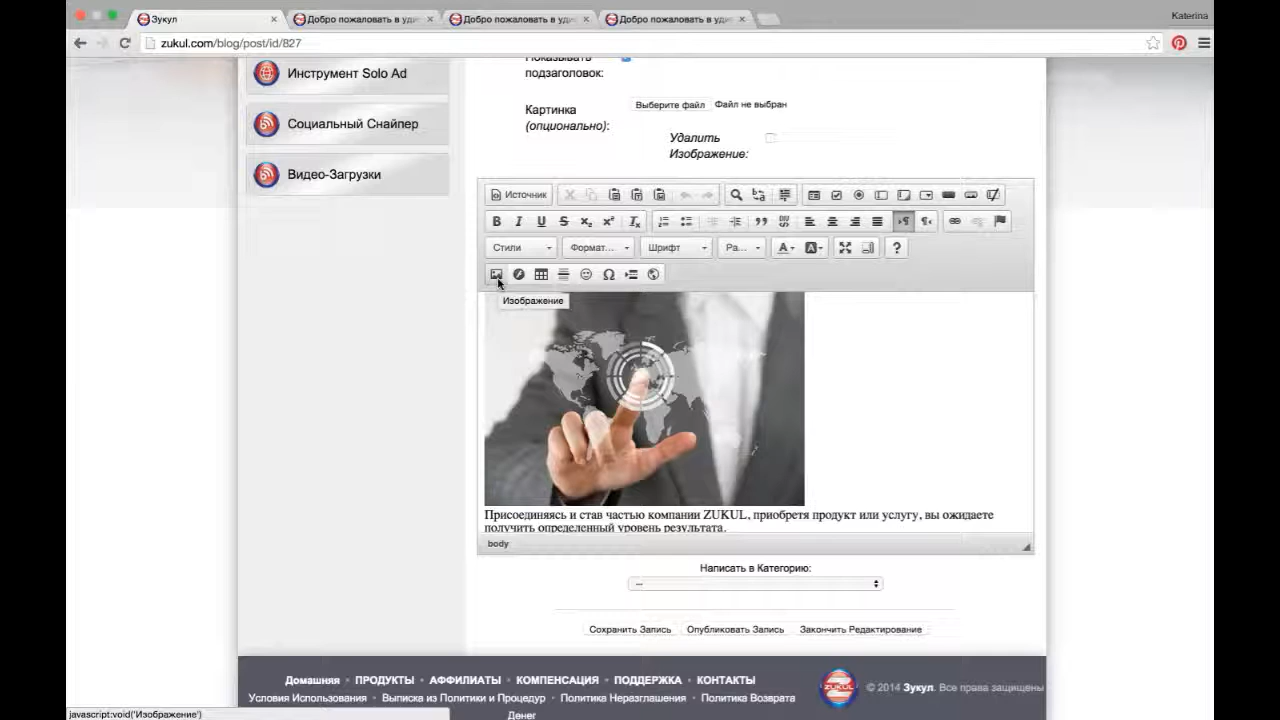 Katerina
Зукул
Добро пожаловать в уди
Добро пожаловать в уди
Добро пожаловать в уди
zukul.com/blog/post/id/827
Показывать
подзаголовок:
Инструмент Solo Ad
Картинка
(опционально):
Выберите файл Файл не выбран
Социальный Снайпер
Удалить
Изображение:
Видео-Загрузки
Источник
Стили Формат... Шрифт Ра...
Изображение
Присоединяясь и став частью компании ZUKUL, приобретя продукт или услугу, вы ожидаете
получить определенный уровень результата.
body
Написать в Категорию:
--
Сохранить Запись Опубликовать Запись Закончить Редактирование
Домашняя • ПРОДУКТЫ • АФФИЛИАТЫ • КОМПЕНСАЦИЯ • ПОДДЕРЖКА • КОНТАКТЫ
Условия Использования • Выписка из Политики и Процедур • Политика Неразглашения • Политика Возврата
Денег
ZUKUL
© 2014 Зукул. Все права защищены
javascript:void('Изображение')